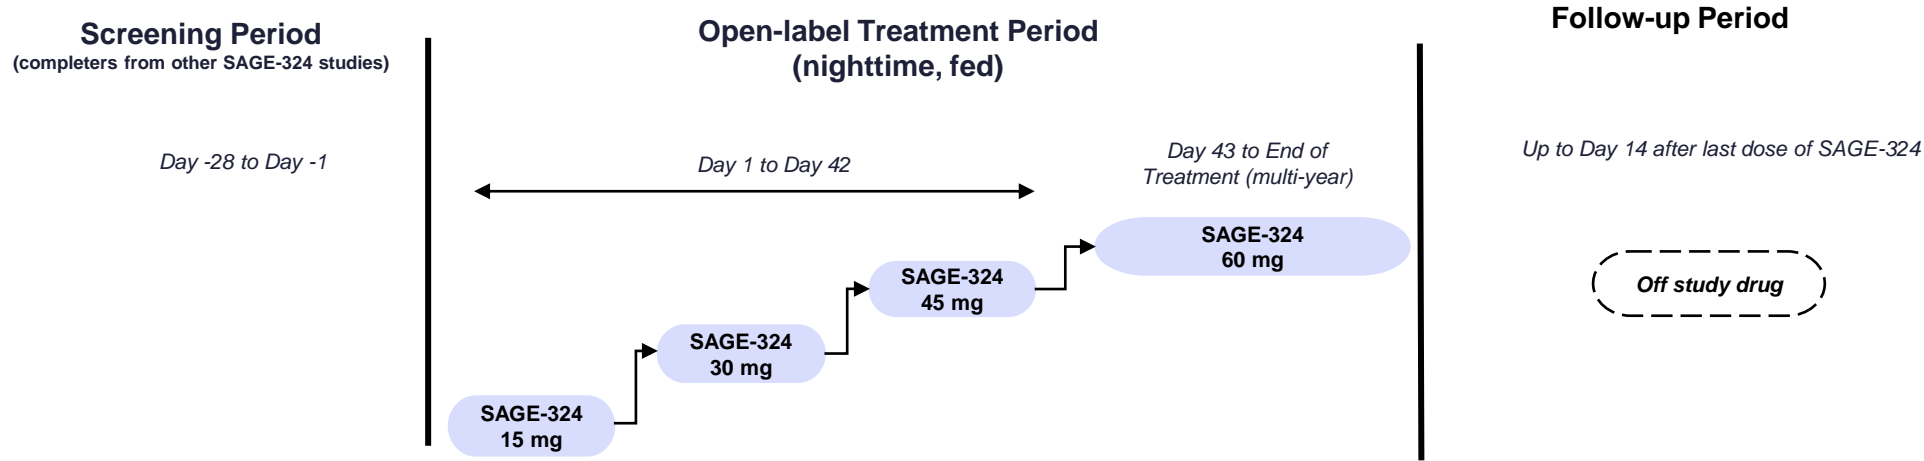 Screening Period
(completers from other SAGE-324 studies)
Day -28 to Day -1
Open-label Treatment Period
(nighttime, fed)
Day 1 to Day 42
Day 43 to End of
Treatment (multi-year)
SAGE-324
15 mg
SAGE-324
30 mg
SAGE-324
45 mg
SAGE-324
60 mg
Follow-up Period
Up to Day 14 after last dose of SAGE-324
Off study drug